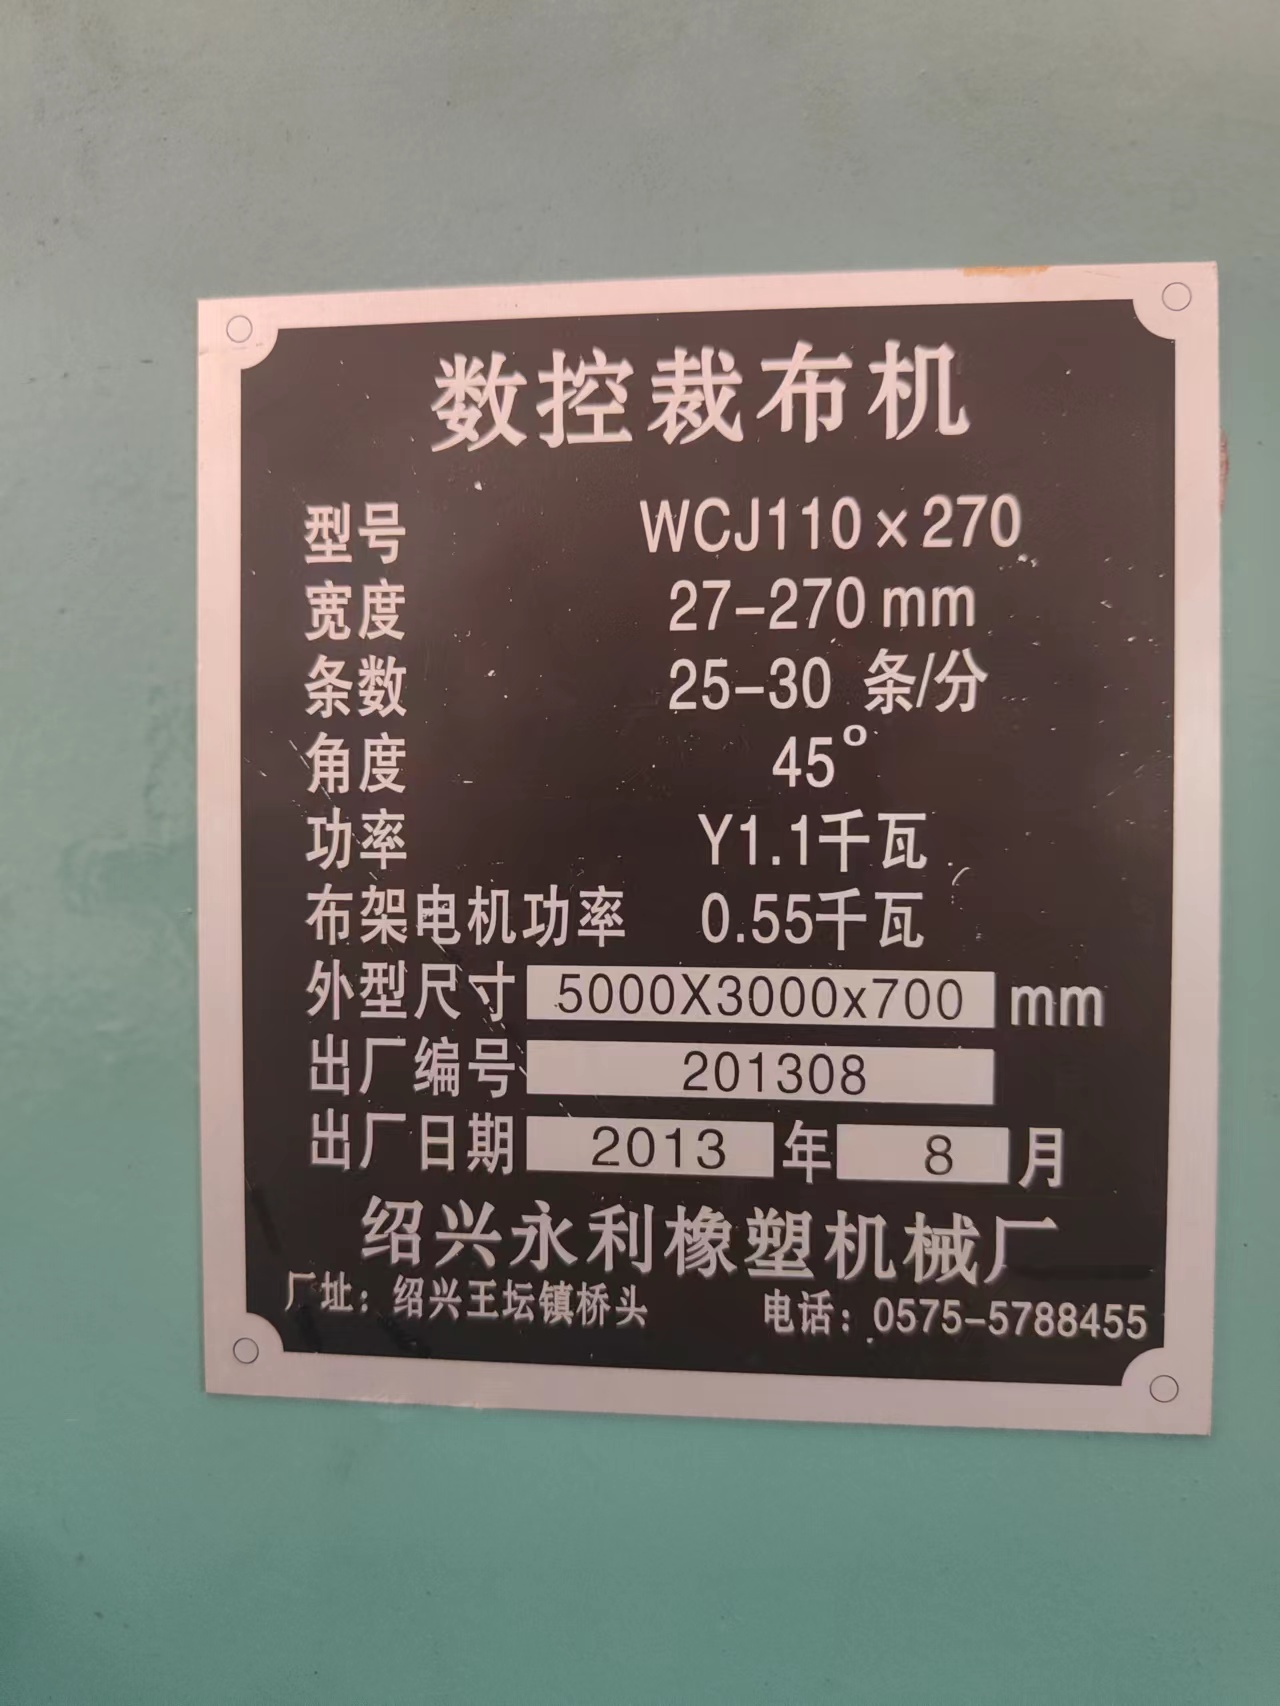 数控裁布机
型号 WCJ110×270
宽度 27-270mm
条数 25-30 条/分
角度 45°
功率 Y1.1千瓦
布架电机功率 0.55千瓦
外型尺寸 5000X3000x700 mm
出厂编号 201308
出厂日期 2013 年 8 月
绍兴永利橡塑机械厂
厂址：绍兴王坛镇桥头 电话：0575-5788455